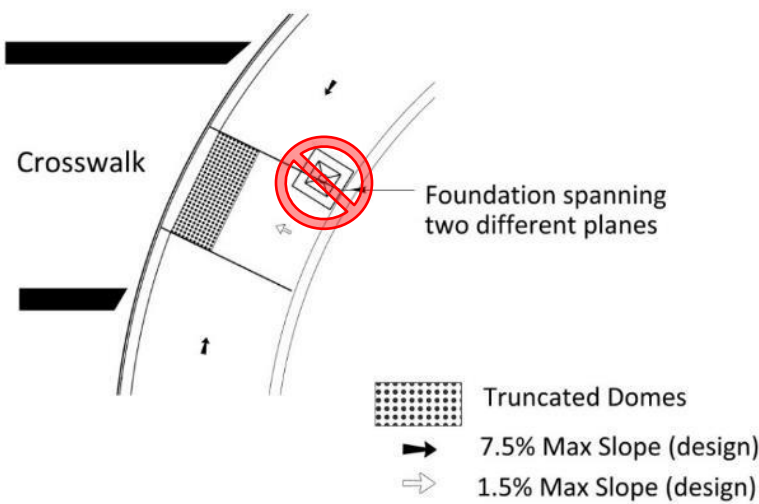 Crosswalk
Foundation spanning
two different planes
Truncated Domes
7.5% Max Slope (design)
1.5% Max Slope (design)